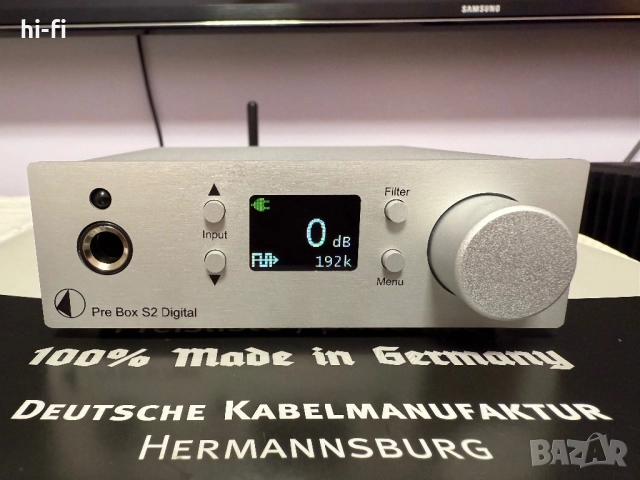 hi-fi
SAMSUNG
Filter
Input
0 dB
192k
Menu
Pre Box S2 Digital
100% Made in Germany
DEUTSCHE KABELMANUFAKTUR
HERMANNSBURG
BAZAR